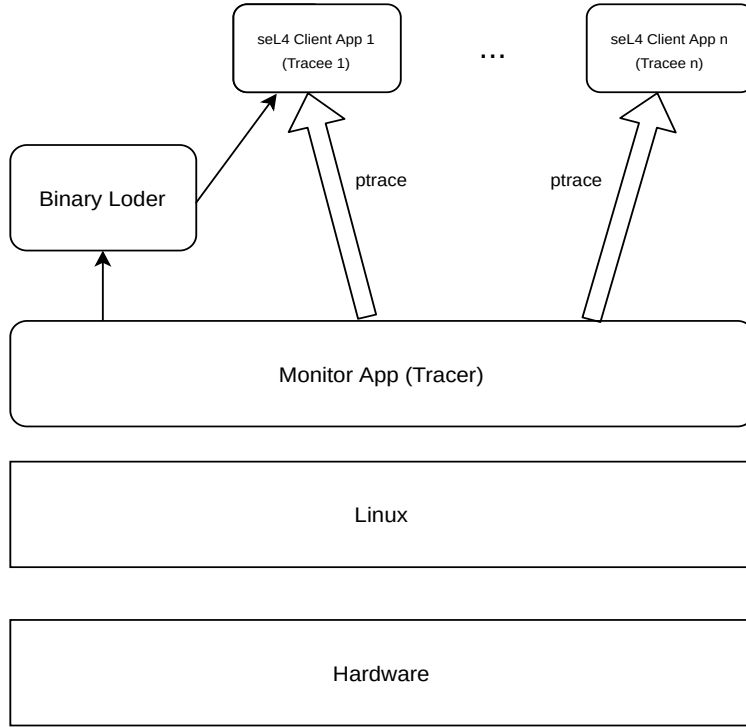 seL4 Client App 1
(Tracee 1)
...
seL4 Client App n
(Tracee n)
ptrace
ptrace
Binary Loder
Monitor App (Tracer)
Linux
Hardware